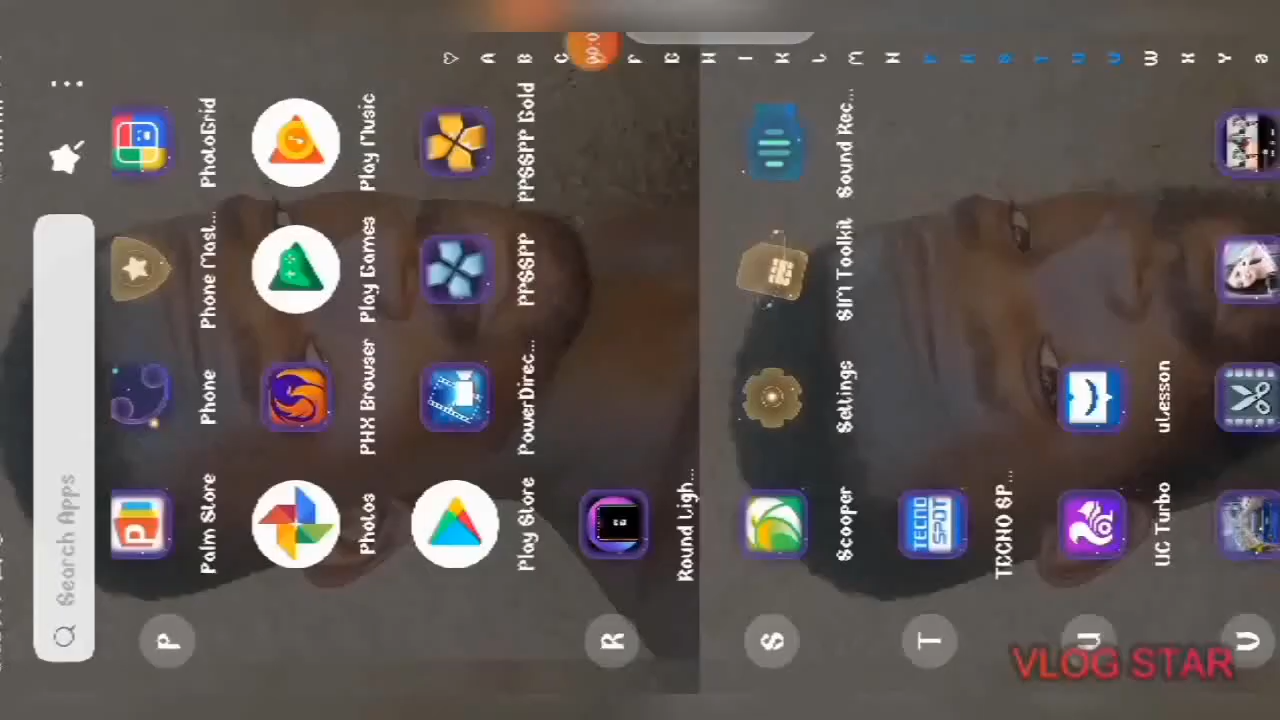 Search Apps
P
Palm Store
Phone
Phone Mast...
PhotoGrid
Photos
PHX Browser
Play Games
Play Music
Play Store
PowerDirec...
PPSSPP
PPSSPP Gold
R
Round Ligh...
S
Scooper
Settings
SIM Toolkit
Sound Rec...
T
TECNO SPOT
TECNO SP...
U
UC Turbo
uLesson
V
A
B
C
F
G
H
I
K
L
M
N
P
R
S
T
U
V
W
X
Y
VLOG STAR